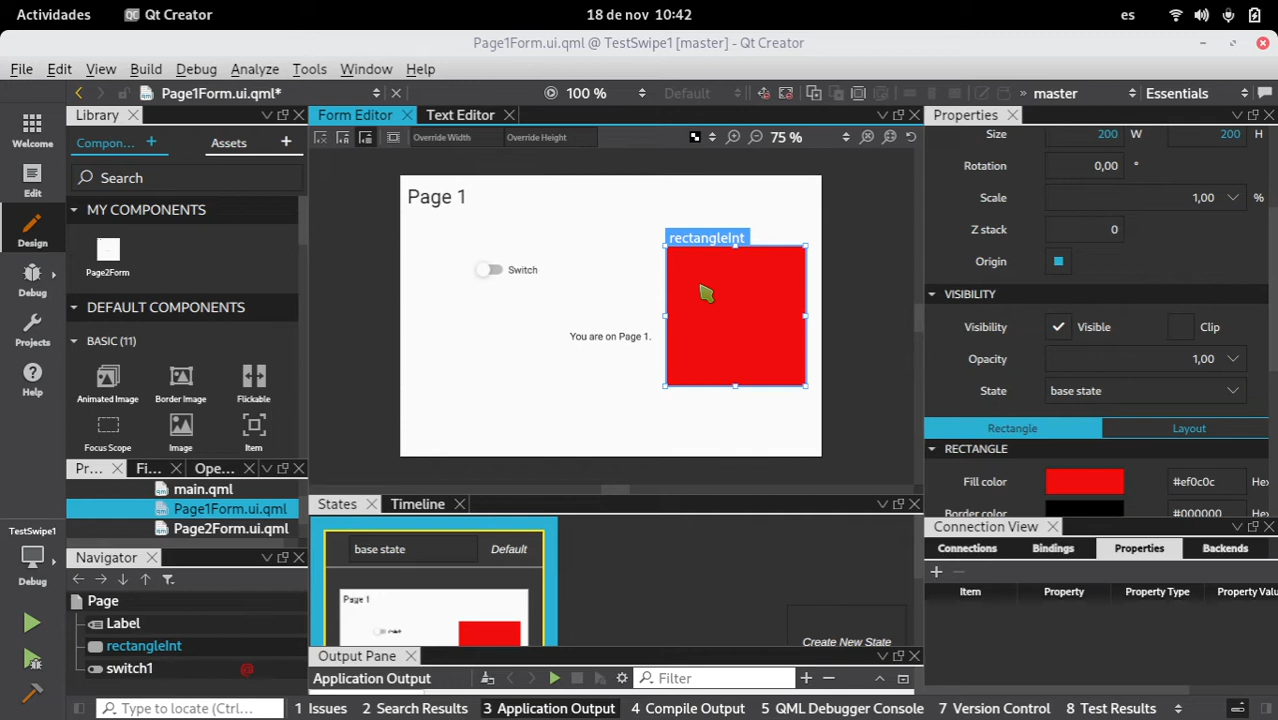 Actividades
Qt Creator
18 de nov 10:42
es
Page1Form.ui.qml @ TestSwipe1 [master] - Qt Creator
File Edit View Build Debug Analyze Tools Window Help
Page1Form.ui.qml*
100 %
Default
master
Essentials
Welcome
Edit
Design
Debug
Projects
Help
TestSwipe1
Debug
Library
Compon...
Assets
Search
MY COMPONENTS
Page2Form
DEFAULT COMPONENTS
BASIC (11)
Animated Image
Border Image
Flickable
Focus Scope
Image
Item
Pr...
Fi...
Ope...
main.qml
Page1Form.ui.qml
Page2Form.ui.qml
Navigator
Page
Label
rectangleInt
switch1
Form Editor
Text Editor
Override Width
Override Height
75 %
Page 1
rectangleInt
Switch
You are on Page 1.
States
Timeline
base state
Default
Page 1
Create New State
Output Pane
Application Output
Filter
Properties
Size 200 W 200 H
Rotation 0,00 °
Scale 1,00 %
Z stack 0
Origin
VISIBILITY
Visibility Visible Clip
Opacity 1,00
State base state
Rectangle Layout
RECTANGLE
Fill color #ef0c0c Hex
Border color #000000 Hex
Connection View
Connections Bindings Properties Backends
Item Property Property Type Property Valu
Type to locate (Ctrl...
1 Issues
2 Search Results
3 Application Output
4 Compile Output
5 QML Debugger Console
7 Version Control
8 Test Results